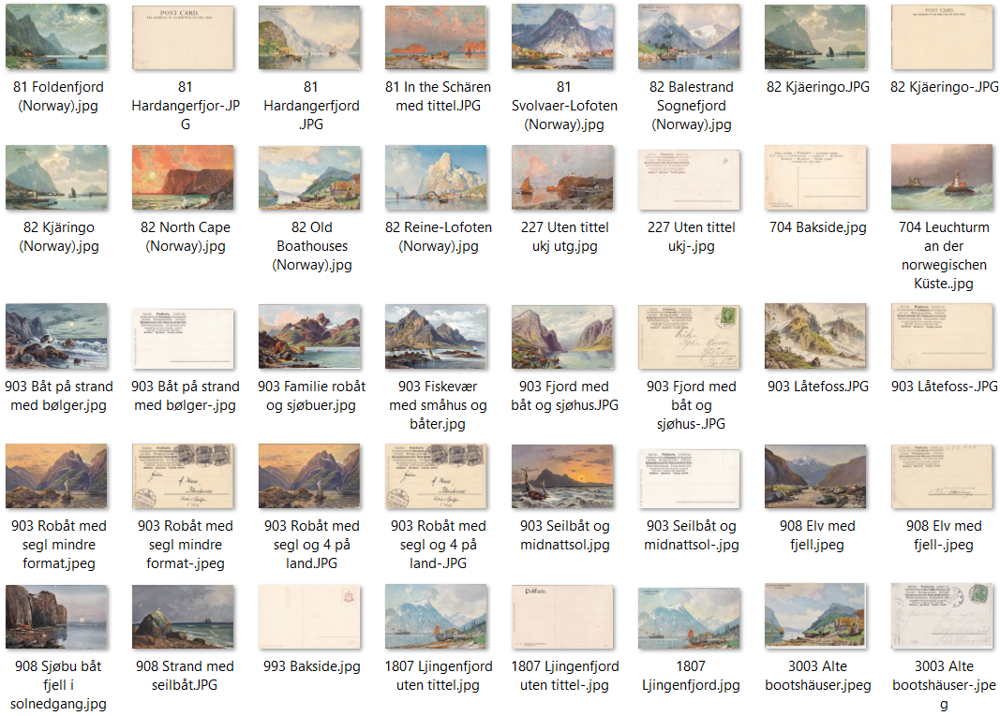 POST CARD.
POST CARD.
81 Foldenfjord
(Norway).jpg
81
Hardangerfjor-.JP
G
81
Hardangerfjord
.JPG
81 In the Schären
med tittel.JPG
81
Svolvaer-Lofoten
(Norway).jpg
82 Balestrand
Sognefjord
(Norway).jpg
82 Kjäeringo.JPG
82 Kjäeringo-.JPG
82 Kjäringo
(Norway).jpg
82 North Cape
(Norway).jpg
82 Old
Boathouses
(Norway).jpg
82 Reine-Lofoten
(Norway).jpg
227 Uten tittel
ukj utg.jpg
227 Uten tittel
ukj-.jpg
704 Bakside.jpg
704 Leuchturm
an der
norwegischen
Küste..jpg
903 Båt på strand
med bølger.jpg
903 Båt på strand
med bølger-.jpg
903 Familie robåt
og sjøbuer.jpg
903 Fiskevær
med småhus og
båter.jpg
903 Fjord med
båt og sjøhus.JPG
903 Fjord med
båt og
sjøhus-.JPG
903 Låtefoss.JPG
903 Låtefoss-.JPG
903 Robåt med
segl mindre
format.jpeg
903 Robåt med
segl mindre
format-.jpeg
903 Robåt med
segl og 4 på
land.JPG
903 Robåt med
segl og 4 på
land-.JPG
903 Seilbåt og
midnattsol.jpg
903 Seilbåt og
midnattsol-.jpg
908 Elv med
fjell.jpeg
908 Elv med
fjell-.jpeg
Postkarte.
908 Sjøbu båt
fjell i
solnedgang.jpg
908 Strand med
seilbåt.JPG
993 Bakside.jpg
1807 Ljingenfjord
uten tittel.jpg
1807 Ljingenfjord
uten tittel-.jpg
1807
Ljingenfjord.jpg
3003 Alte
bootshäuser.jpeg
3003 Alte
bootshäuser-.jpe
g